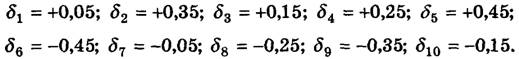 δ₁ = +0,05; δ₂ = +0,35; δ₃ = +0,15; δ₄ = +0,25; δ₅ = +0,45;
δ₆ = −0,45; δ₇ = −0,05; δ₈ = −0,25; δ₉ = −0,35; δ₁₀ = −0,15.